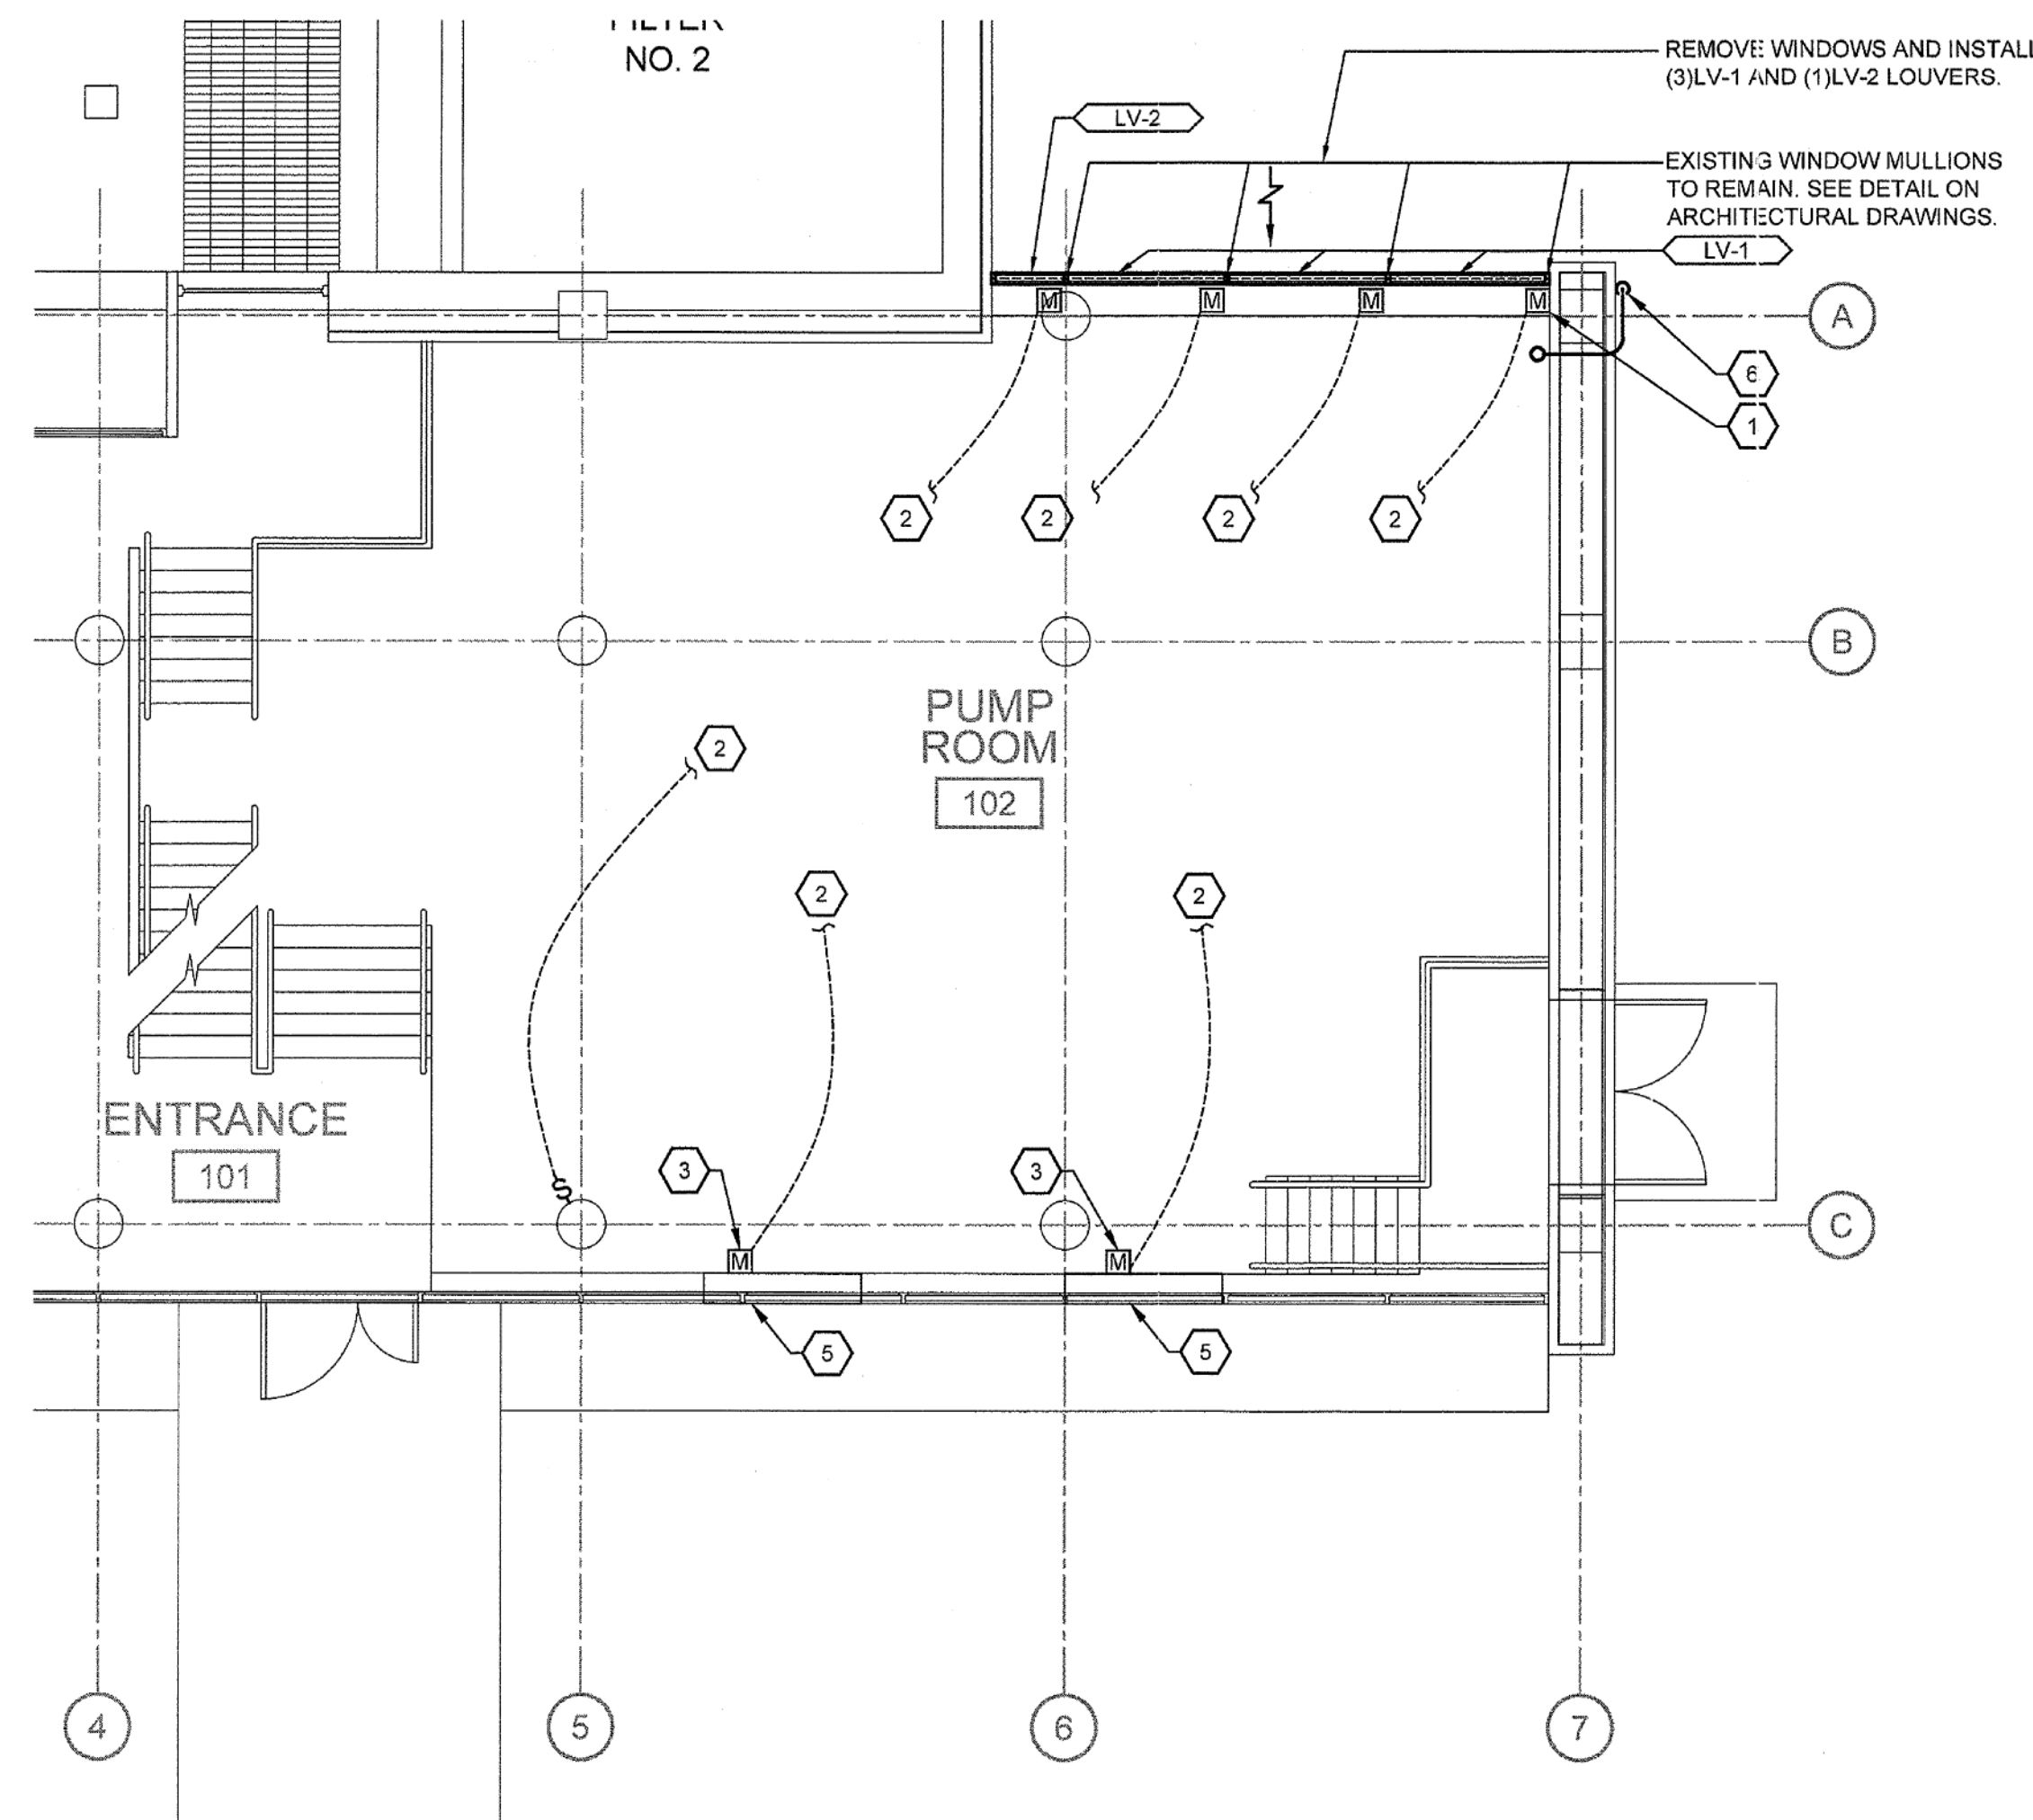 FILTER
NO. 2
REMOVE WINDOWS AND INSTALL
(3)LV-1 AND (1)LV-2 LOUVERS.
LV-2
EXISTING WINDOW MULLIONS
TO REMAIN. SEE DETAIL ON
ARCHITECTURAL DRAWINGS.
LV-1
M
M
M
M
A
6
1
2
2
2
2
B
PUMP
ROOM
102
2
2
2
ENTRANCE
101
3
3
C
M
M
5
5
4
5
6
7